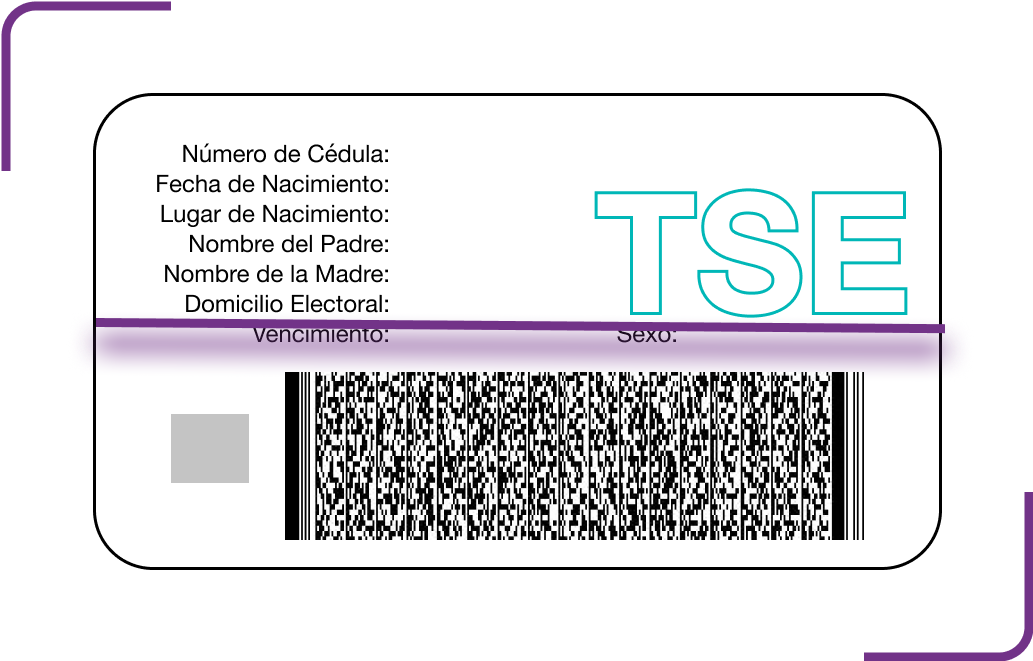 Número de Cédula:
Fecha de Nacimiento:
Lugar de Nacimiento:
Nombre del Padre:
Nombre de la Madre:
Domicilio Electoral:
Vencimiento: Sexo:
TSE